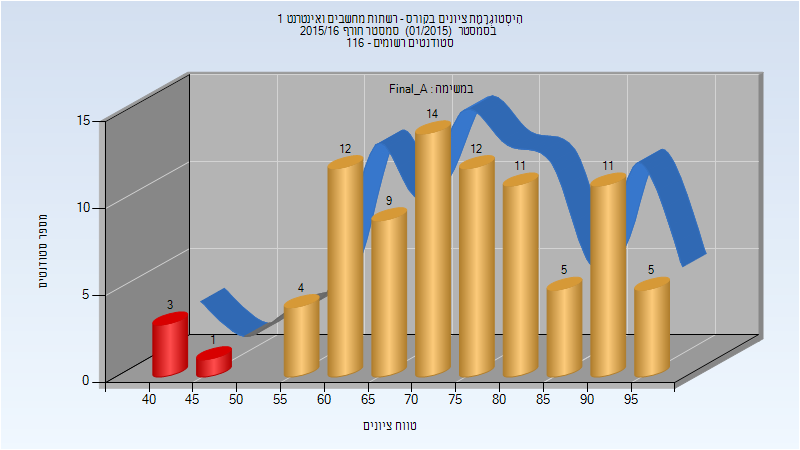 היסטוגרמת ציונים בקורס - רשתות מחשבים ואינטרנט 1
בסמסטר (01/2015) סמסטר חורף 2015/16
סטודנטים רשומים - 116
במשימה : Final_A
15
10
5
0
מספר סטודנטים
3
1
4
12
9
14
12
11
5
11
5
40 45 50 55 60 65 70 75 80 85 90 95
טווח ציונים